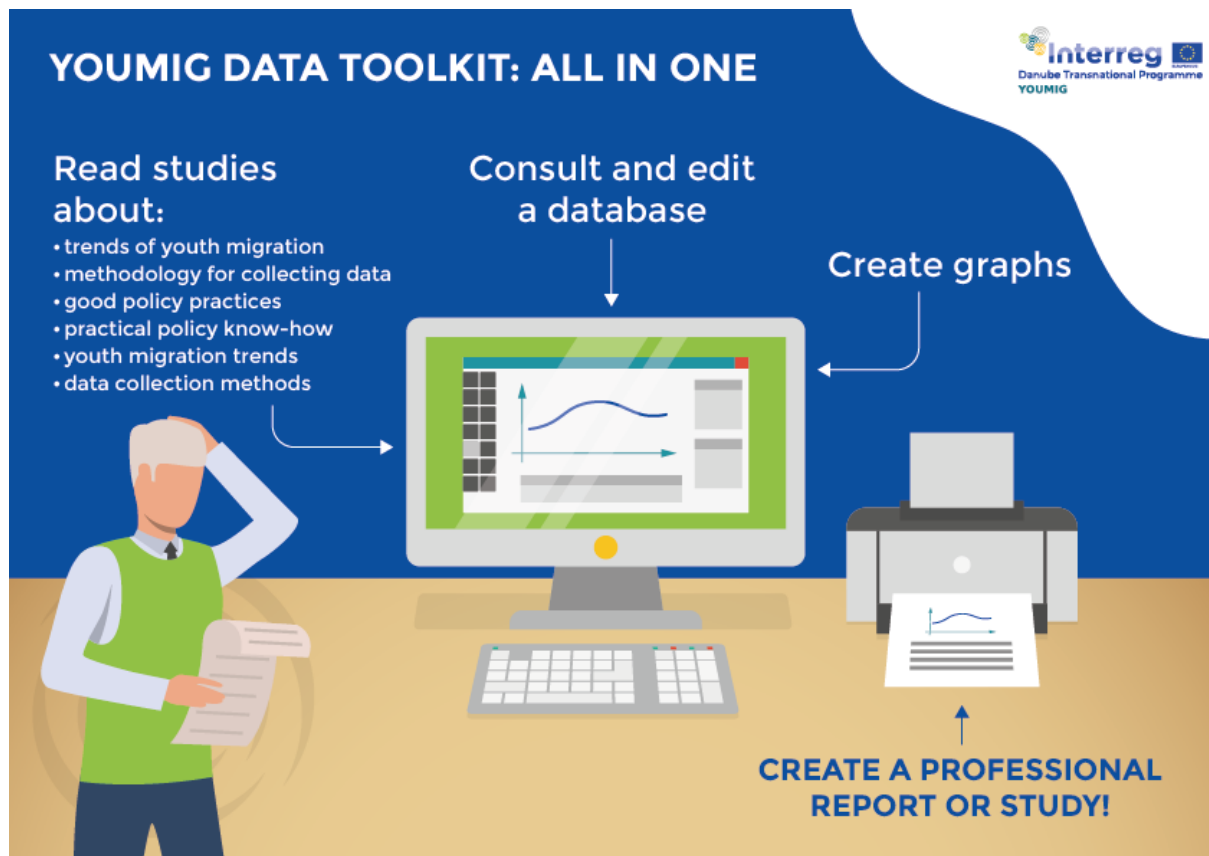 YOUMIG DATA TOOLKIT: ALL IN ONE
Interreg
Danube Transnational Programme
YOUMIG
Read studies
about:
• trends of youth migration
• methodology for collecting data
• good policy practices
• practical policy know-how
• youth migration trends
• data collection methods
Consult and edit
a database
Create graphs
CREATE A PROFESSIONAL
REPORT OR STUDY!